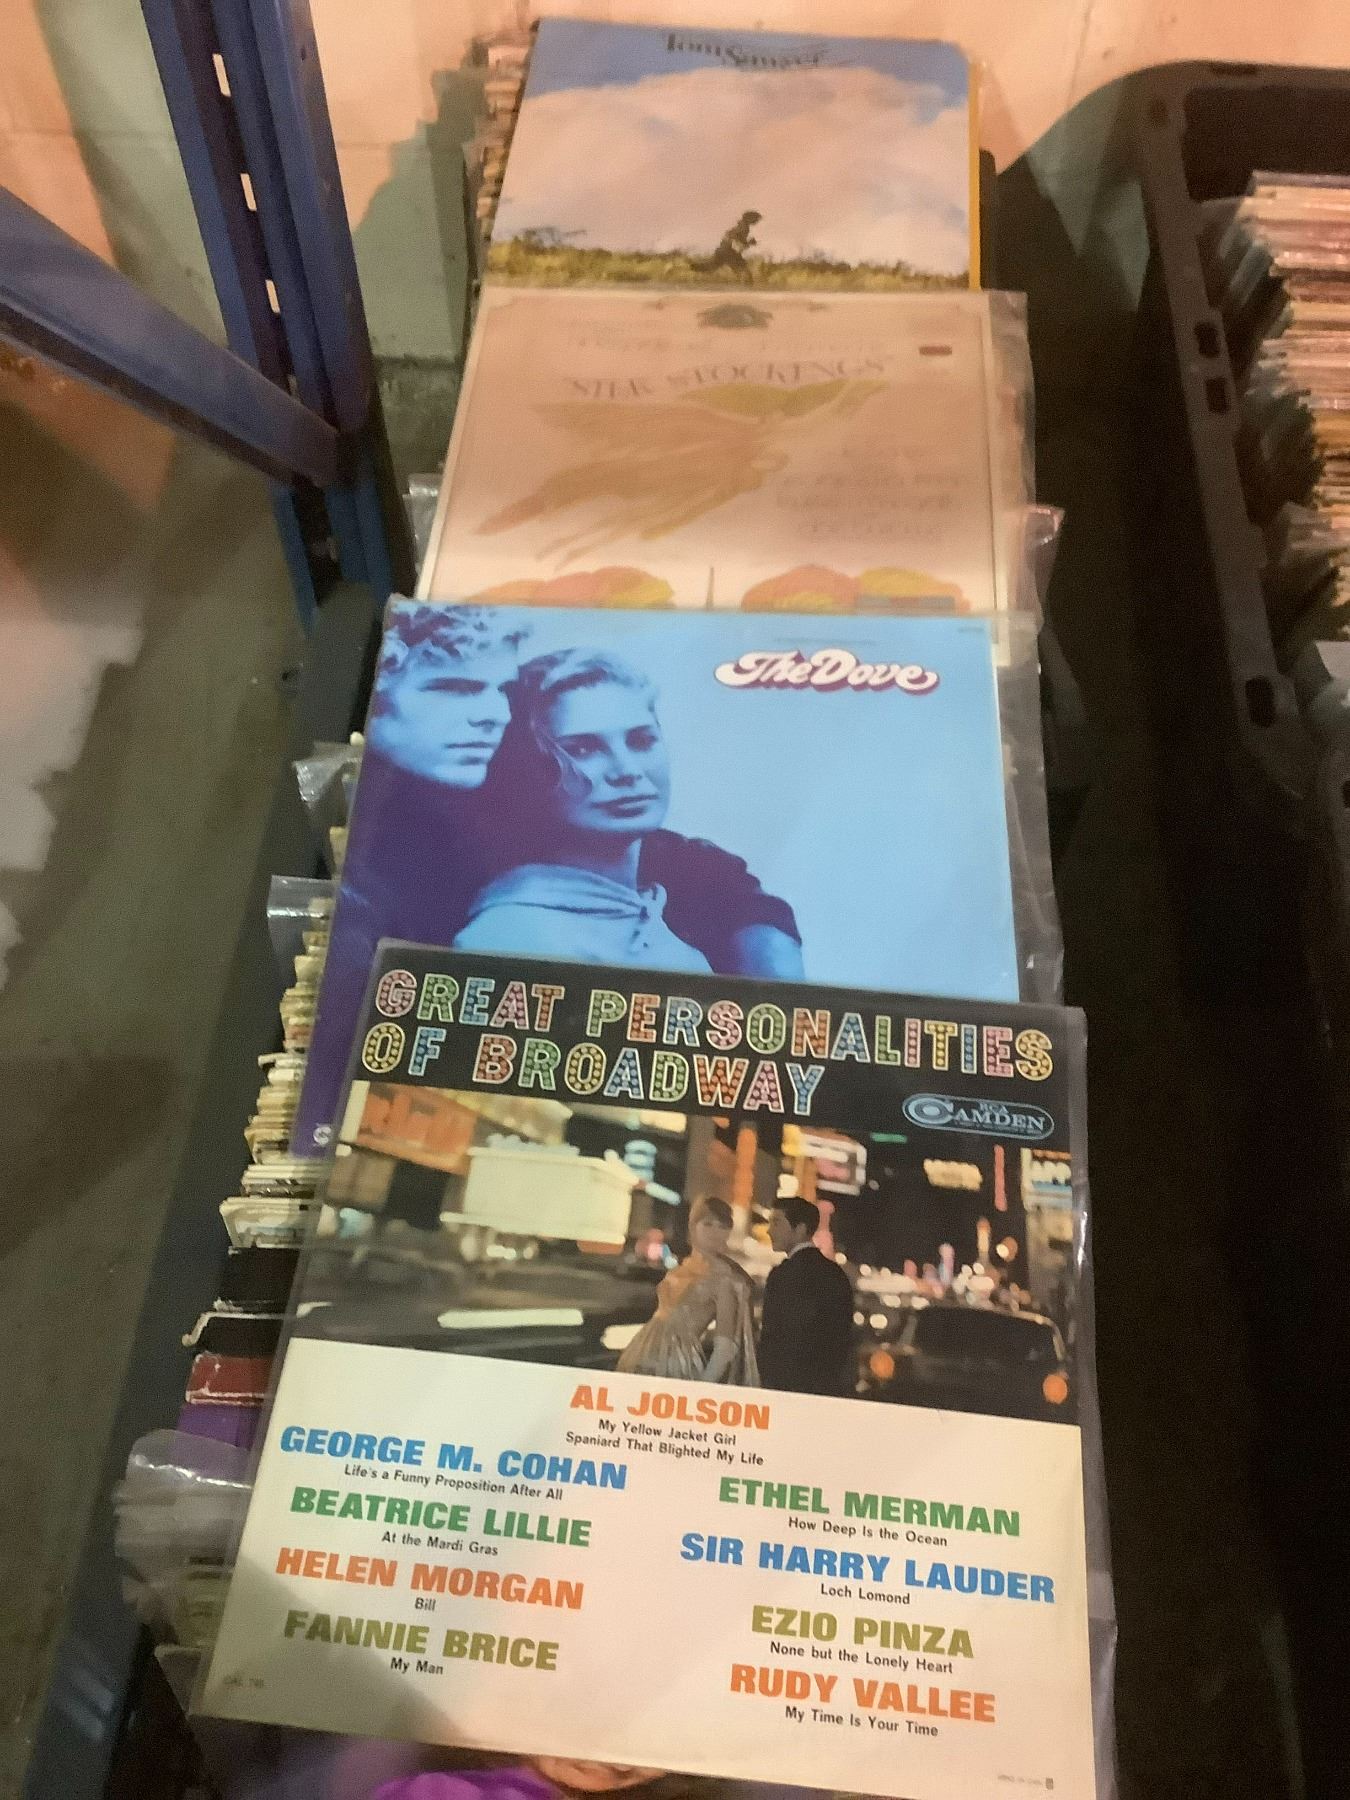 Tom Sawyer
"SILK STOCKINGS"
The Dove
GREAT PERSONALITIES
OF BROADWAY
RCA
CAMDEN
AL JOLSON
My Yellow Jacket Girl
Spaniard That Blighted My Life
GEORGE M. COHAN
Life's a Funny Proposition After All
BEATRICE LILLIE
At the Mardi Gras
HELEN MORGAN
Bill
FANNIE BRICE
My Man
ETHEL MERMAN
How Deep Is the Ocean
SIR HARRY LAUDER
Loch Lomond
EZIO PINZA
None but the Lonely Heart
RUDY VALLEE
My Time Is Your Time